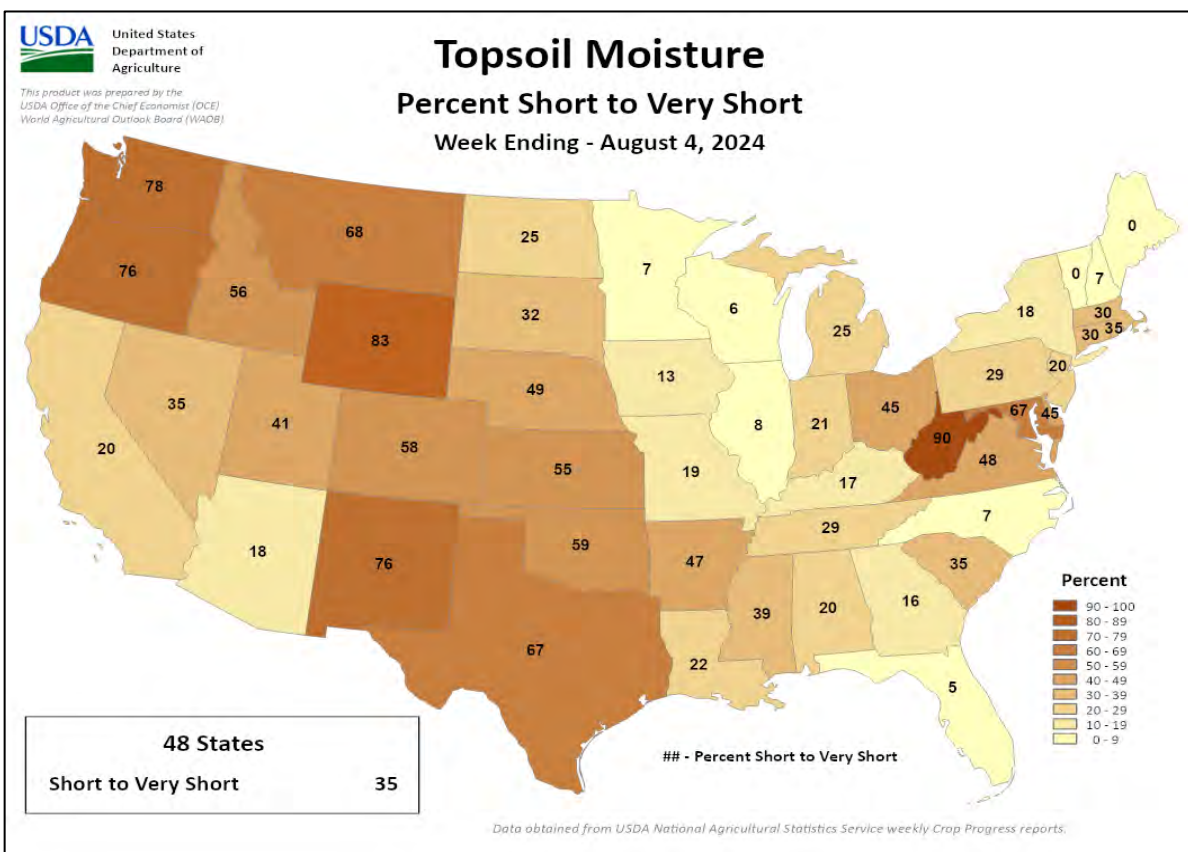 USDA
United States
Department of
Agriculture
This product was prepared by the
USDA Office of the Chief Economist (OCE)
World Agricultural Outlook Board (WAOB)
Topsoil Moisture
Percent Short to Very Short
Week Ending - August 4, 2024
78
68
25
7
0
76
56
32
6
0
7
18
30
30
35
83
25
49
13
29
20
35
41
45
67
45
20
58
8
21
90
48
55
19
17
18
76
59
29
7
47
35
39
20
16
67
22
5
Percent
90 - 100
80 - 89
70 - 79
60 - 69
50 - 59
40 - 49
30 - 39
20 - 29
10 - 19
0 - 9
48 States
Short to Very Short 35
## - Percent Short to Very Short
Data obtained from USDA National Agricultural Statistics Service weekly Crop Progress reports.